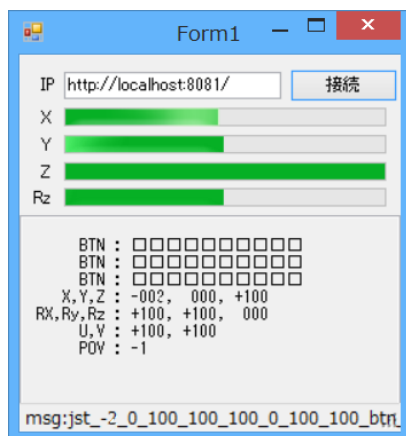 Form1
IP http://localhost:8081/ 接続
X
Y
Z
Rz
BTN : □□□□□□□□□□
BTN : □□□□□□□□□□
BTN : □□□□□□□□□□
X,Y,Z : -002, 000, +100
RX,Ry,Rz : +100, +100, 000
U,V : +100, +100
POV : -1
msg:jst_-2_0_100_100_100_0_100_100_btn_